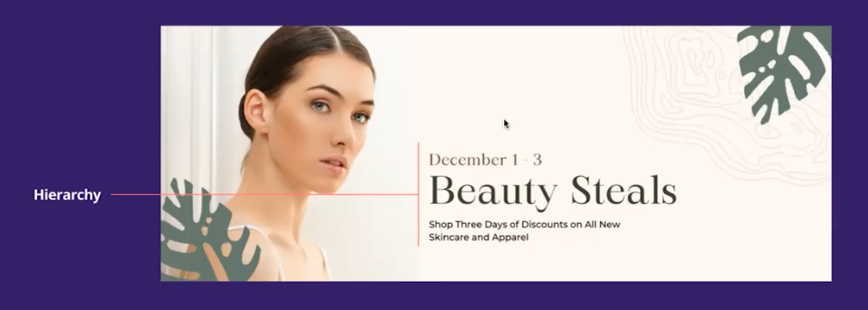 Hierarchy
December 1 - 3
Beauty Steals
Shop Three Days of Discounts on All New
Skincare and Apparel